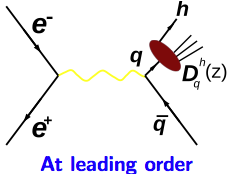 e⁻
h
q
D_q^h(z)
e⁺
q̄
At leading order